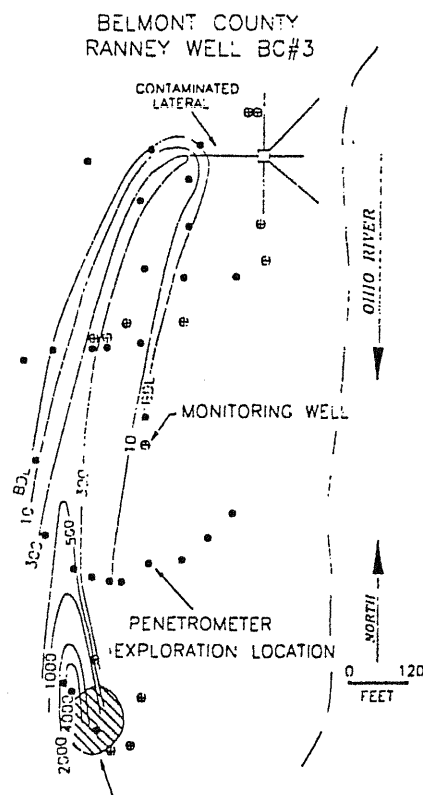 BELMONT COUNTY
RANNEY WELL BC#3
CONTAMINATED
LATERAL
OHIO RIVER
BDL
10
MONITORING WELL
BDL
10
300
300
500
PENETROMETER
EXPLORATION LOCATION
NORTH
0 120
FEET
1000
4000
2000